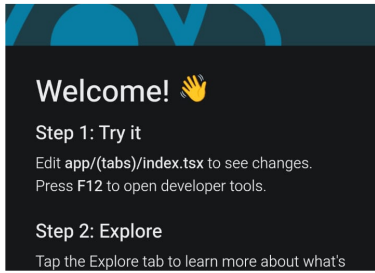 Welcome! 👋
Step 1: Try it
Edit app/(tabs)/index.tsx to see changes.
Press F12 to open developer tools.
Step 2: Explore
Tap the Explore tab to learn more about what's